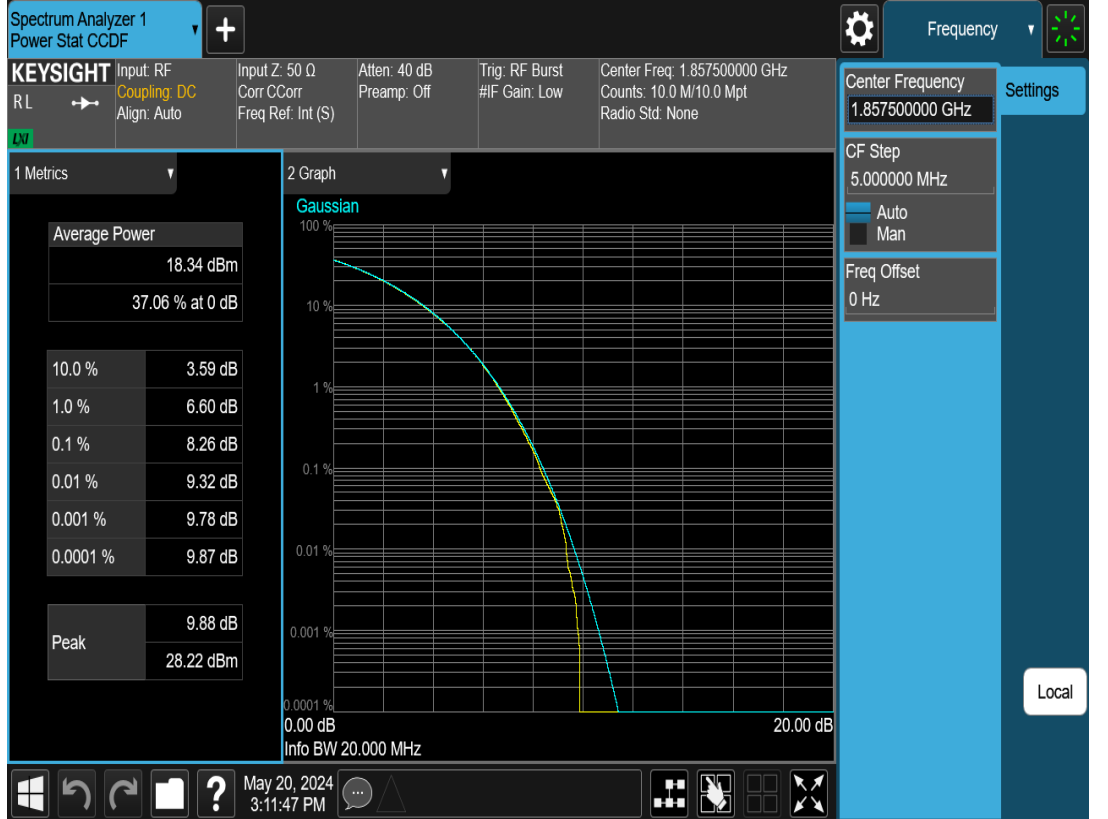 Spectrum Analyzer 1
Power Stat CCDF
+
Frequency
KEYSIGHT
RL
LXI
Input: RF
Coupling: DC
Align: Auto
Input Z: 50 Ω
Corr CCorr
Freq Ref: Int (S)
Atten: 40 dB
Preamp: Off
Trig: RF Burst
#IF Gain: Low
Center Freq: 1.857500000 GHz
Counts: 10.0 M/10.0 Mpt
Radio Std: None
1 Metrics
Average Power
18.34 dBm
37.06 % at 0 dB
10.0 % 3.59 dB
1.0 % 6.60 dB
0.1 % 8.26 dB
0.01 % 9.32 dB
0.001 % 9.78 dB
0.0001 % 9.87 dB
Peak
9.88 dB
28.22 dBm
2 Graph
Gaussian
100 %
10 %
1 %
0.1 %
0.01 %
0.001 %
0.0001 %
0.00 dB 20.00 dB
Info BW 20.000 MHz
Center Frequency
1.857500000 GHz
CF Step
5.000000 MHz
Auto
Man
Freq Offset
0 Hz
Settings
Local
?
May 20, 2024
3:11:47 PM